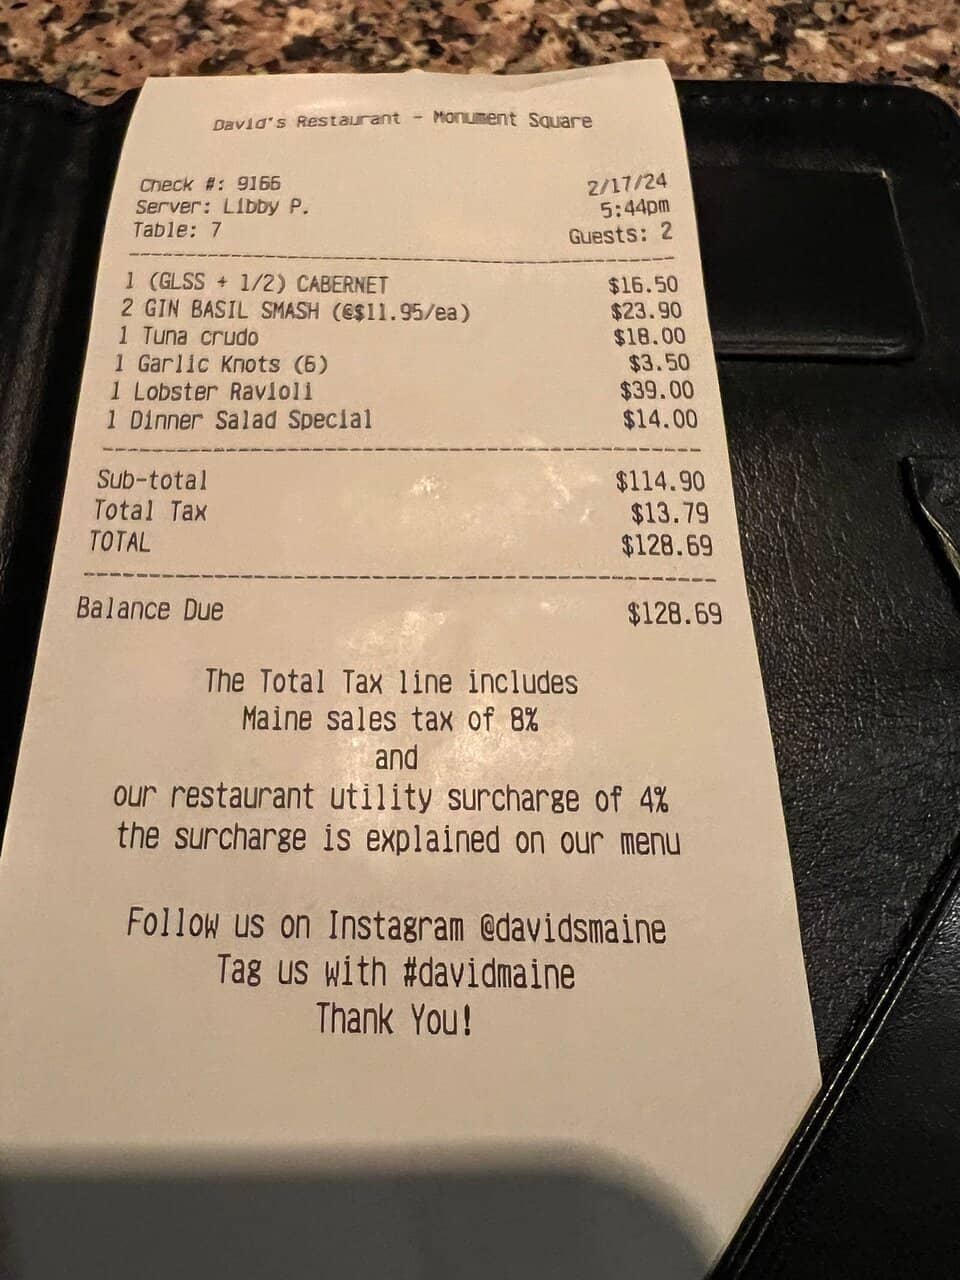 David's Restaurant - Monument Square
Check #: 9166
2/17/24
Server: Libby P.
5:44pm
Table: 7
Guests: 2
1 (GLSS + 1/2) CABERNET $16.50
2 GIN BASIL SMASH (@$11.95/ea) $23.90
1 Tuna crudo $18.00
1 Garlic Knots (6) $3.50
1 Lobster Ravioli $39.00
1 Dinner Salad Special $14.00
Sub-total $114.90
Total Tax $13.79
TOTAL $128.69
Balance Due $128.69
The Total Tax line includes
Maine sales tax of 8%
and
our restaurant utility surcharge of 4%
the surcharge is explained on our menu
Follow us on Instagram @davidsmaine
Tag us with #davidmaine
Thank You!